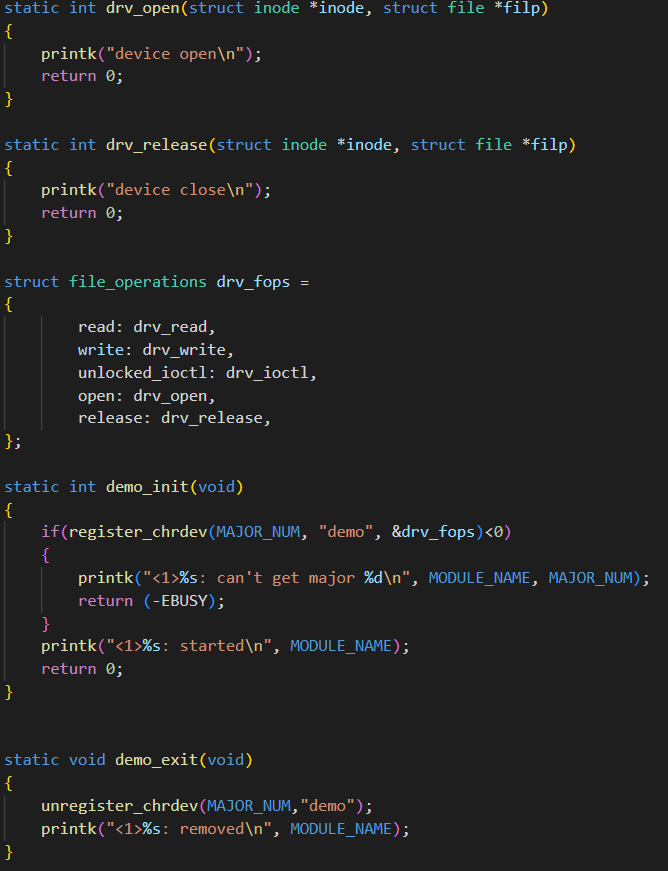 static int drv_open(struct inode *inode, struct file *filp)
{
    printk("device open\n");
    return 0;
}

static int drv_release(struct inode *inode, struct file *filp)
{
    printk("device close\n");
    return 0;
}

struct file_operations drv_fops =
{
        read: drv_read,
        write: drv_write,
        unlocked_ioctl: drv_ioctl,
        open: drv_open,
        release: drv_release,
};

static int demo_init(void)
{
    if(register_chrdev(MAJOR_NUM, "demo", &drv_fops)<0)
    {
        printk("<1>%s: can't get major %d\n", MODULE_NAME, MAJOR_NUM);
        return (-EBUSY);
    }
    printk("<1>%s: started\n", MODULE_NAME);
    return 0;
}


static void demo_exit(void)
{
    unregister_chrdev(MAJOR_NUM,"demo");
    printk("<1>%s: removed\n", MODULE_NAME);
}